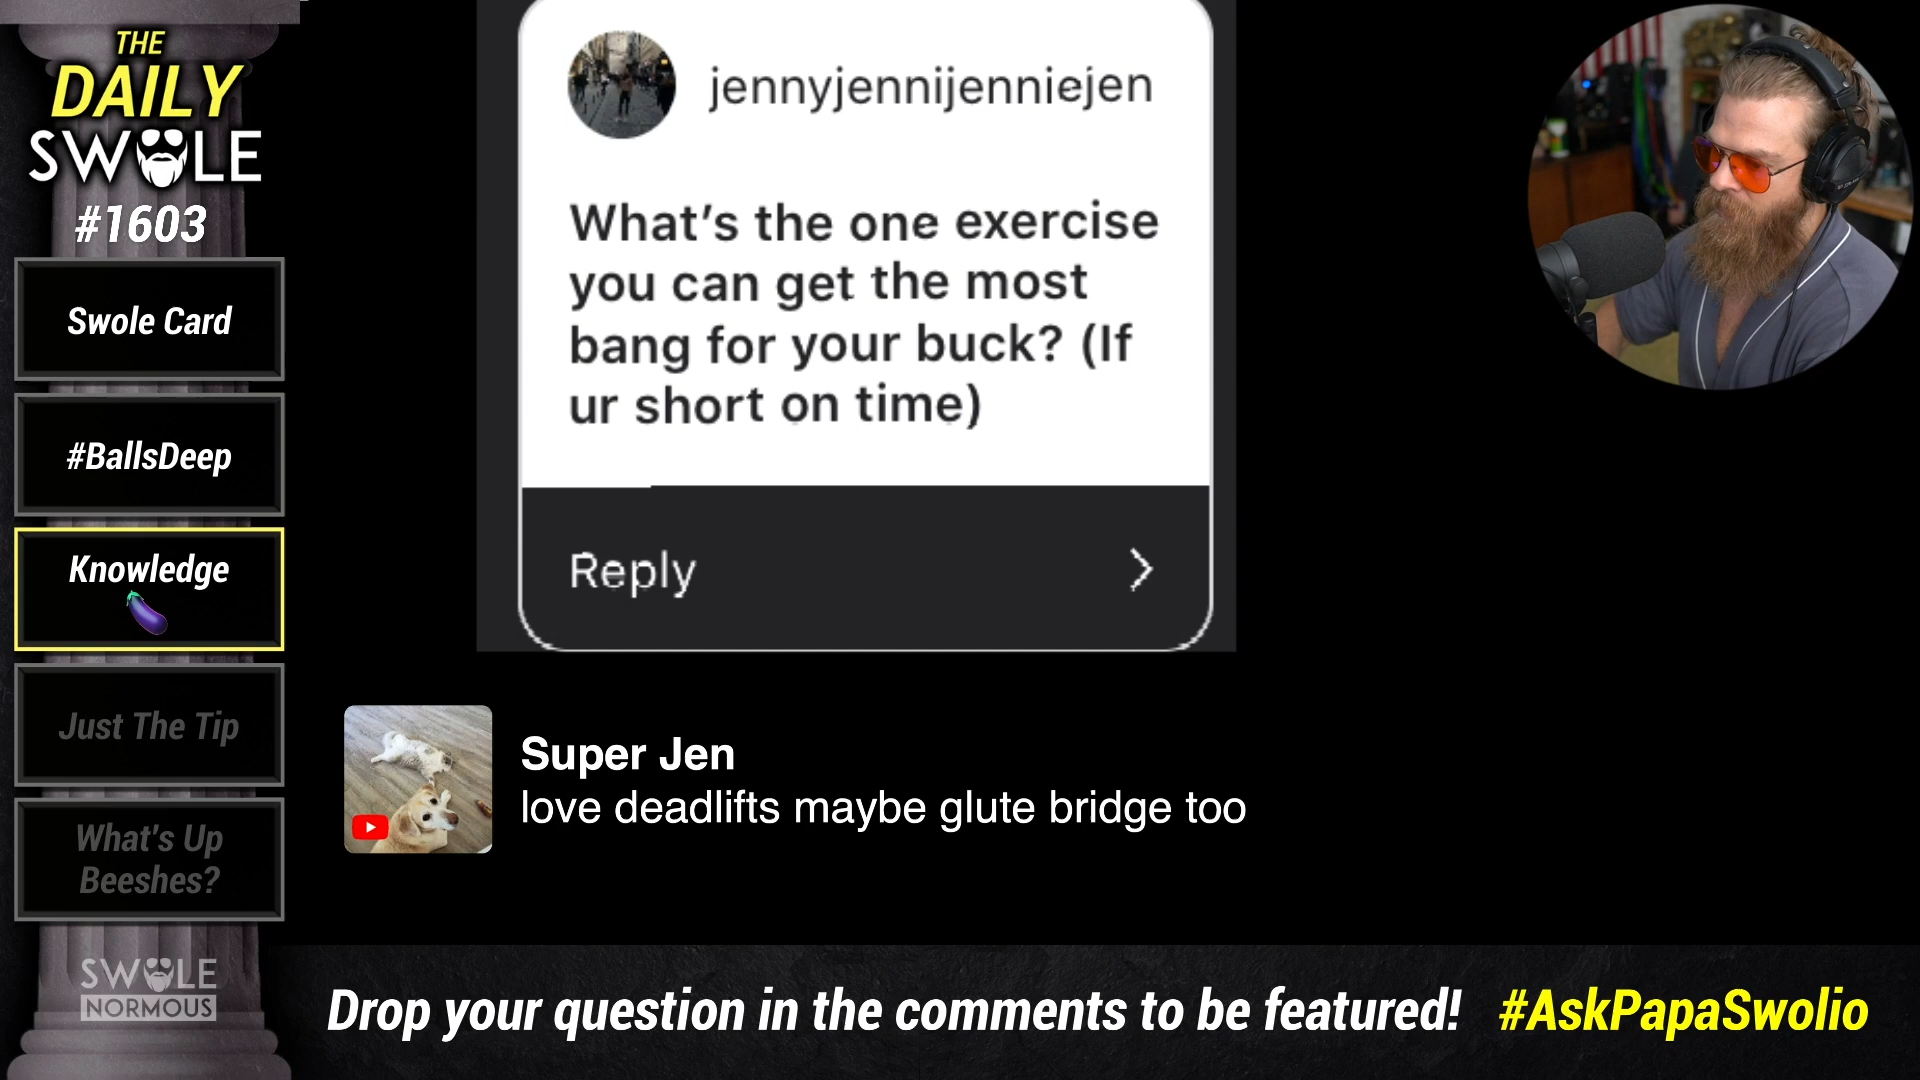 THE
DAILY
SWOLE
#1603
Swole Card
#BallsDeep
Knowledge
Just The Tip
What's Up
Beeshes?
SWOLE
NORMOUS
jennyjennijenniejen
What's the one exercise
you can get the most
bang for your buck? (If
ur short on time)
Reply
Super Jen
love deadlifts maybe glute bridge too
Drop your question in the comments to be featured! #AskPapaSwolio